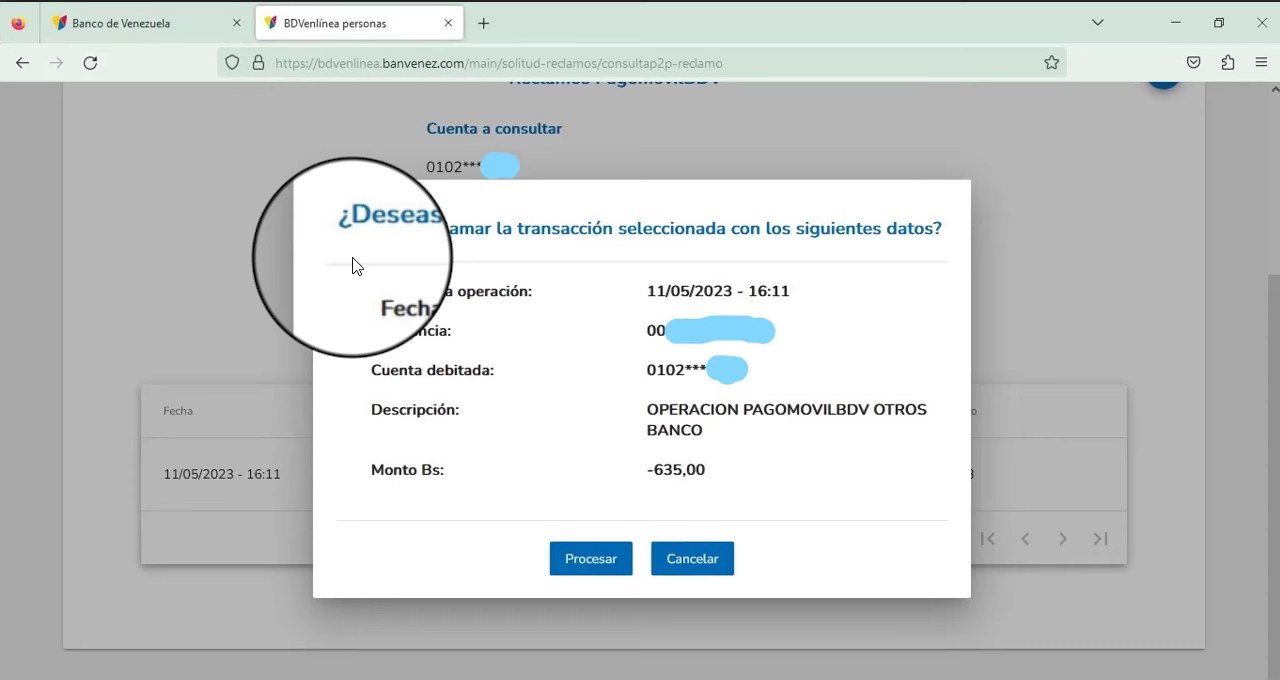 Banco de Venezuela
BDVenlínea personas
https://bdvenlinea.banvenez.com/main/solitud-reclamos/consultap2p-reclamo
Reclamos PagomóvilBDV
Cuenta a consultar
0102***
¿Deseas
amar la transacción seleccionada con los siguientes datos?
Fecha
a operación:
11/05/2023 - 16:11
ncia:
00
Cuenta debitada:
0102***
Descripción:
OPERACION PAGOMOVILBDV OTROS
BANCO
Monto Bs:
-635,00
Procesar
Cancelar
Fecha
11/05/2023 - 16:11